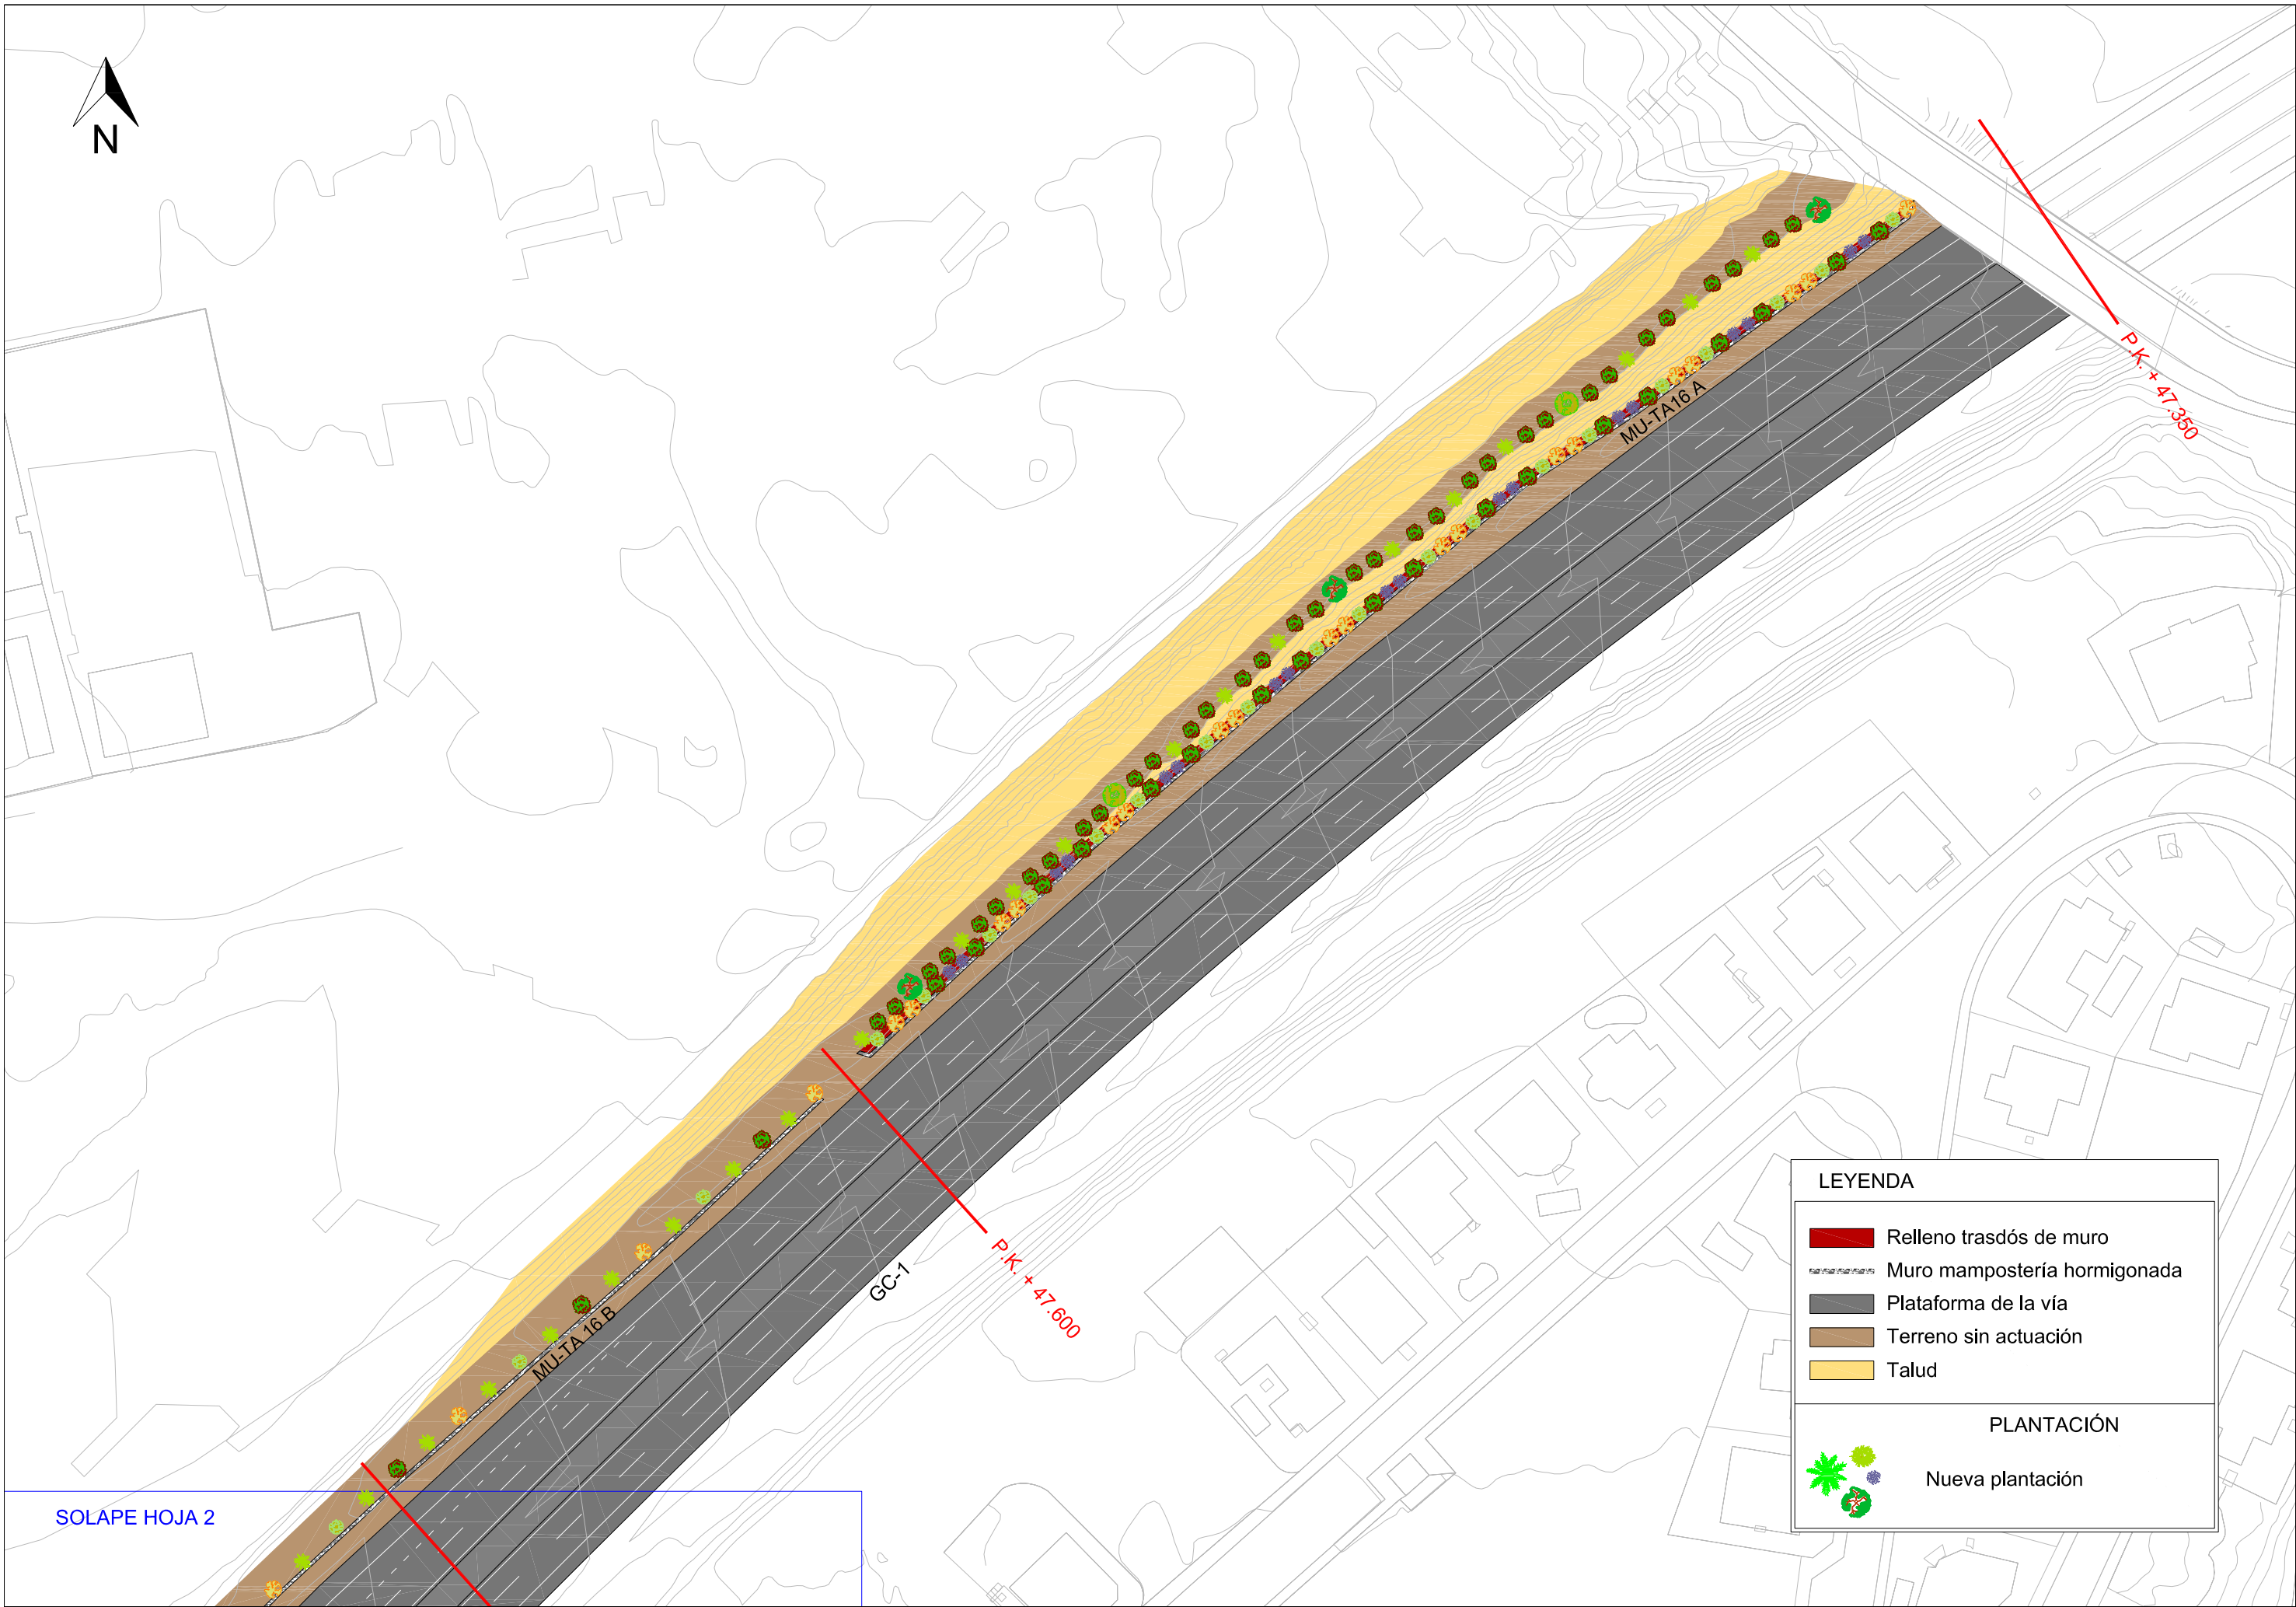 N
P.K. + 47.350
MU-TA16 A
GC-1
P.K. + 47.600
MU-TA 16 B
SOLAPE HOJA 2
LEYENDA
Relleno trasdós de muro
Muro mampostería hormigonada
Plataforma de la vía
Terreno sin actuación
Talud
PLANTACIÓN
Nueva plantación